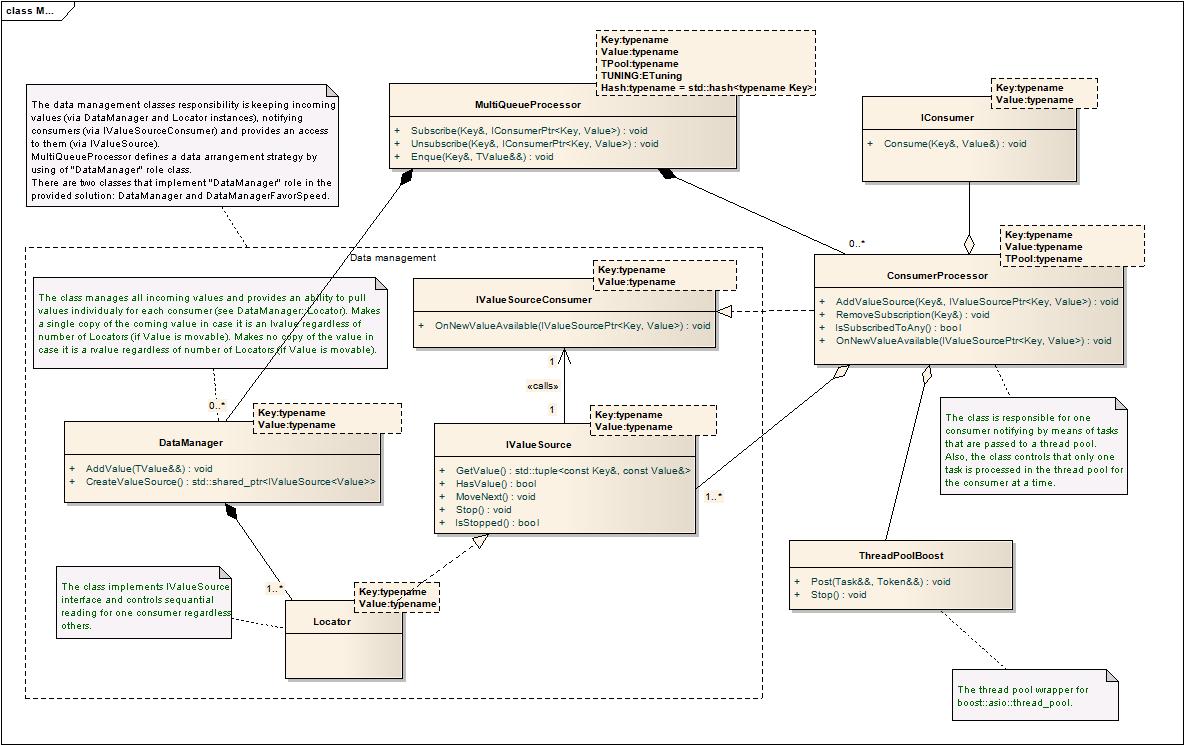 class M...
Key:typename
Value:typename
TPool:typename
TUNING:ETuning
Hash:typename = std::hash<typename Key>
MultiQueueProcessor
+ Subscribe(Key&, IConsumerPtr<Key, Value>) : void
+ Unsubscribe(Key&, IConsumerPtr<Key, Value>) : void
+ Enque(Key&, TValue&&) : void
Key:typename
Value:typename
IConsumer
+ Consume(Key&, Value&) : void
The data management classes responsibility is keeping incoming
values (via DataManager and Locator instances), notifying
consumers (via IValueSourceConsumer) and provides an access
to them (via IValueSource).
MultiQueueProcessor defines a data arrangement strategy by
using of "DataManager" role class.
There are two classes that implement "DataManager" role in the
provided solution: DataManager and DataManagerFavorSpeed.
0..*
Key:typename
Value:typename
TPool:typename
ConsumerProcessor
+ AddValueSource(Key&, IValueSourcePtr<Key, Value>) : void
+ RemoveSubscription(Key&) : void
+ IsSubscribedToAny() : bool
+ OnNewValueAvailable(IValueSourcePtr<Key, Value>) : void
Data management
Key:typename
Value:typename
IValueSourceConsumer
+ OnNewValueAvailable(IValueSourcePtr<Key, Value>) : void
The class manages all incoming values and provides an ability to pull
values individualy for each consumer (see DataManager::Locator). Makes
a single copy of the coming value in case it is an lvalue regardless of
number of Locators (if Value is movable). Makes no copy of the value in
case it is a rvalue regardless of number of Locators (if Value is movable).
1
«calls»
1
0..*
Key:typename
Value:typename
DataManager
+ AddValue(TValue&&) : void
+ CreateValueSource() : std::shared_ptr<IValueSource<Value>>
Key:typename
Value:typename
IValueSource
+ GetValue() : std::tuple<const Key&, const Value&>
+ HasValue() : bool
+ MoveNext() : void
+ Stop() : void
+ IsStopped() : bool
1..*
The class is responsible for one
consumer notifying by means of tasks
that are passed to a thread pool.
Also, the class controls that only one
task is processed in the thread pool for
the consumer at a time.
ThreadPoolBoost
+ Post(Task&&, Token&&) : void
+ Stop() : void
The class implements IValueSource
interface and controls sequential
reading for one consumer regardless
others.
1..*
Key:typename
Value:typename
Locator
The thread pool wrapper for
boost::asio::thread_pool.